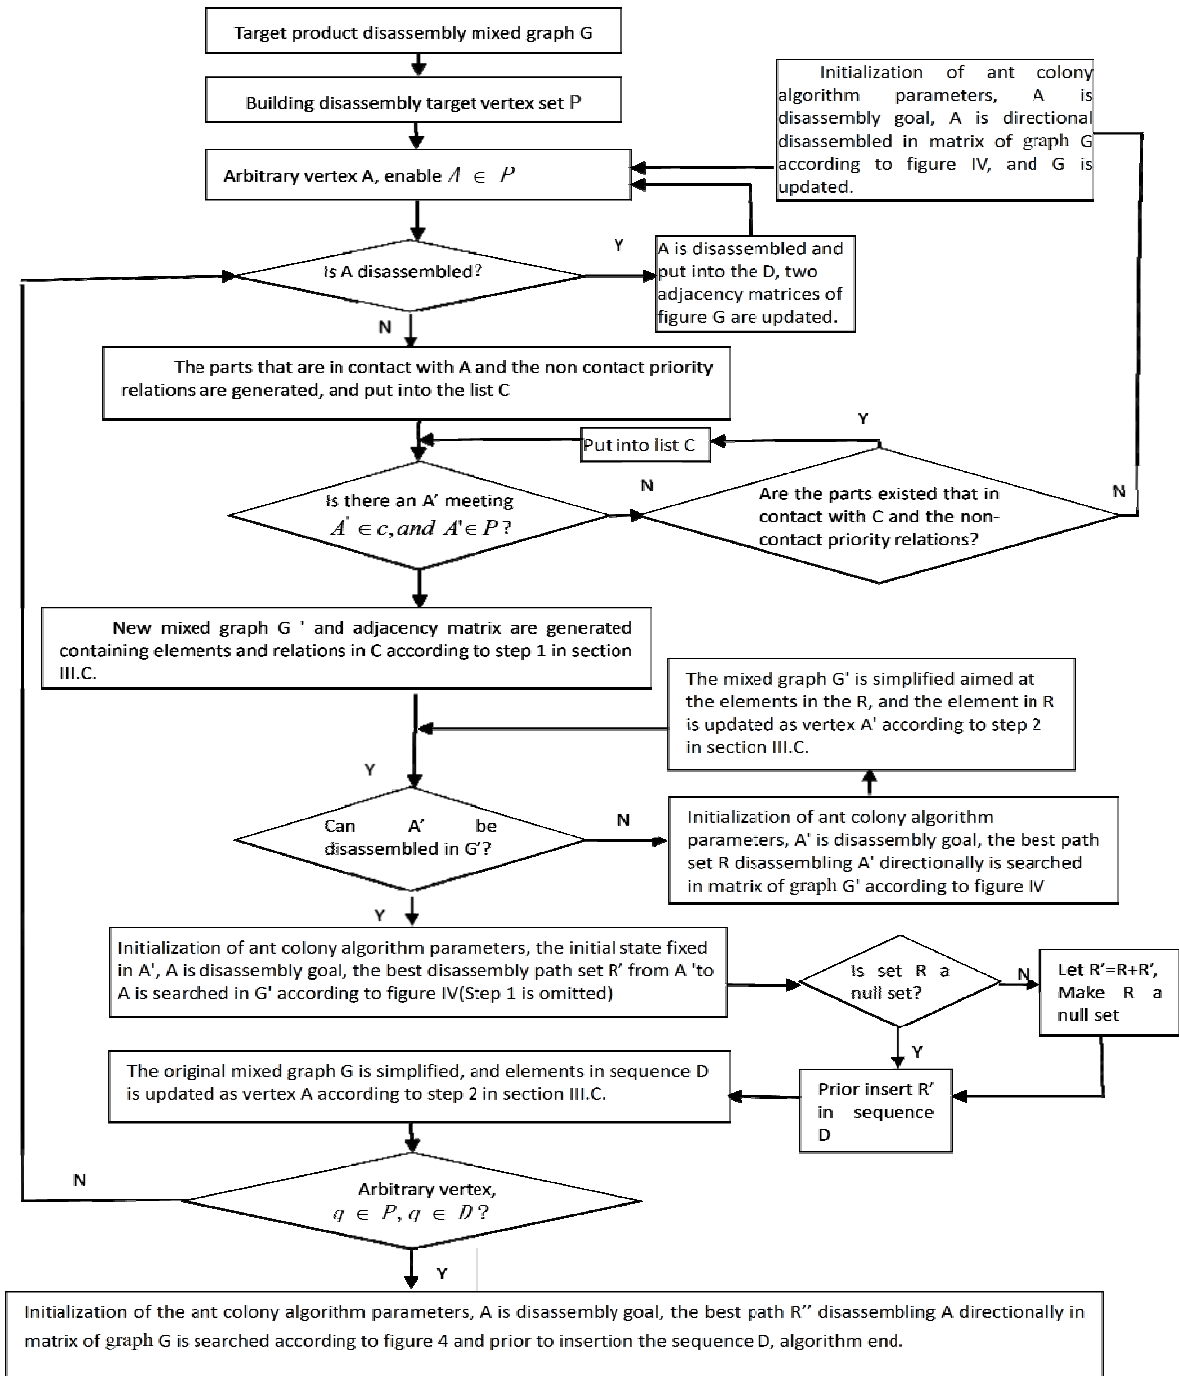 Target product disassembly mixed graph G
Building disassembly target vertex set P
Initialization of ant colony
algorithm parameters, A is
disassembly goal, A is directional
disassembled in matrix of graph G
according to figure IV, and G is
updated.
Arbitrary vertex A, enable A ∈ P
Is A disassembled?
Y
A is disassembled and
put into the D, two
adjacency matrices of
figure G are updated.
N
The parts that are in contact with A and the non contact priority
relations are generated, and put into the list C
Y
Put into list C
Is there an A′ meeting
A' ∈ c, and A'∈ P ?
N
Are the parts existed that in
contact with C and the non-
contact priority relations?
N
New mixed graph G ' and adjacency matrix are generated
containing elements and relations in C according to step 1 in section
III.C.
The mixed graph G' is simplified aimed at
the elements in the R, and the element in R
is updated as vertex A' according to step 2
in section III.C.
Y
Can A′ be
disassembled in G′?
N
Initialization of ant colony algorithm
parameters, A' is disassembly goal, the best path
set R disassembling A' directionally is searched
in matrix of graph G' according to figure IV
Y
Initialization of ant colony algorithm parameters, the initial state fixed
in A', A is disassembly goal, the best disassembly path set R′ from A 'to
A is searched in G' according to figure IV(Step 1 is omitted)
Is set R a
null set?
N
Let R'=R+R′,
Make R a
null set
Y
The original mixed graph G is simplified, and elements in sequence D
is updated as vertex A according to step 2 in section III.C.
Prior insert R′
in sequence
D
N
Arbitrary vertex,
q ∈ P, q ∈ D ?
Y
Initialization of the ant colony algorithm parameters, A is disassembly goal, the best path R′′ disassembling A directionally in
matrix of graph G is searched according to figure 4 and prior to insertion the sequence D, algorithm end.